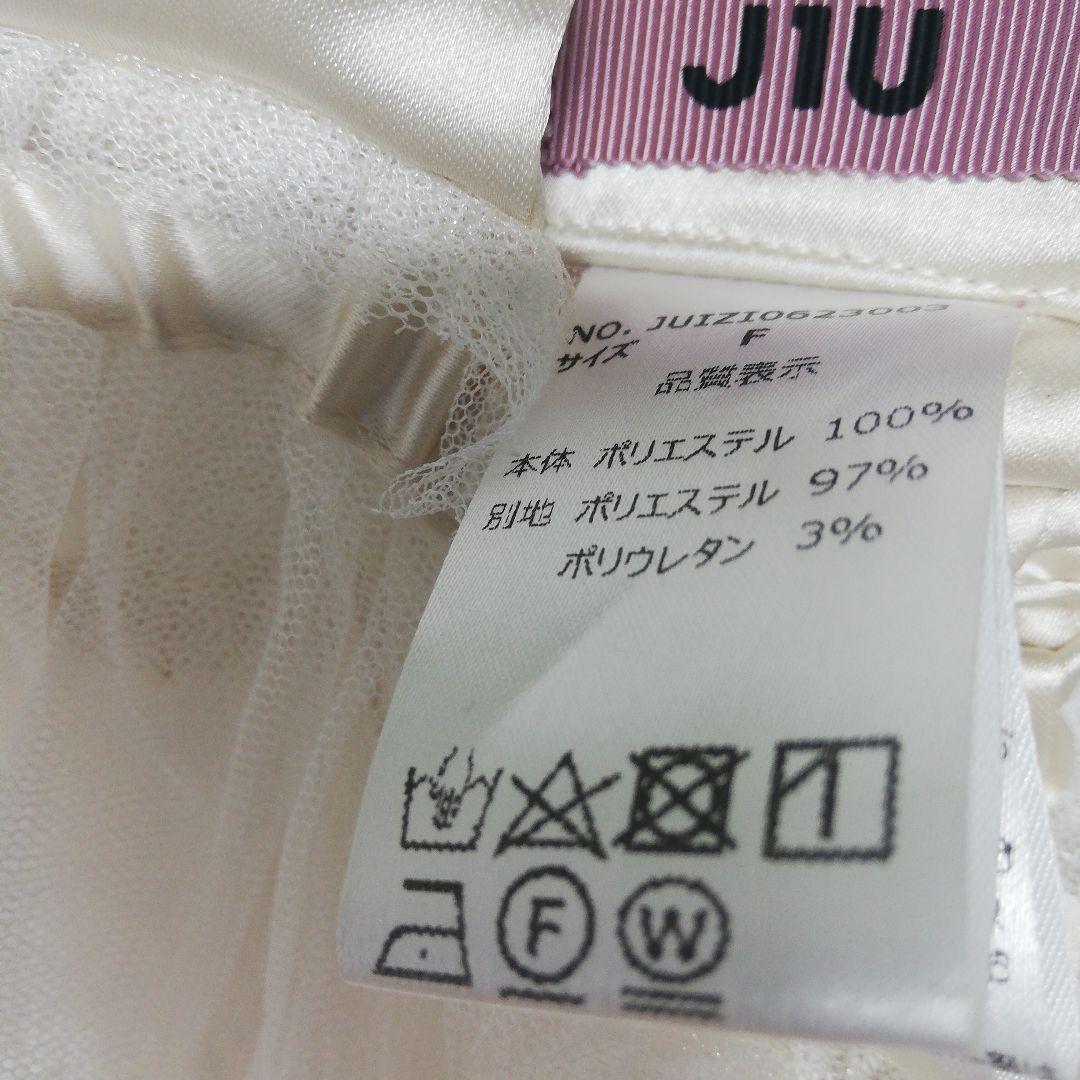 J1U
NO. JUIZI0623003
サイズ F
品質表示
本体 ポリエステル 100%
別地 ポリエステル 97%
ポリウレタン 3%
F
W